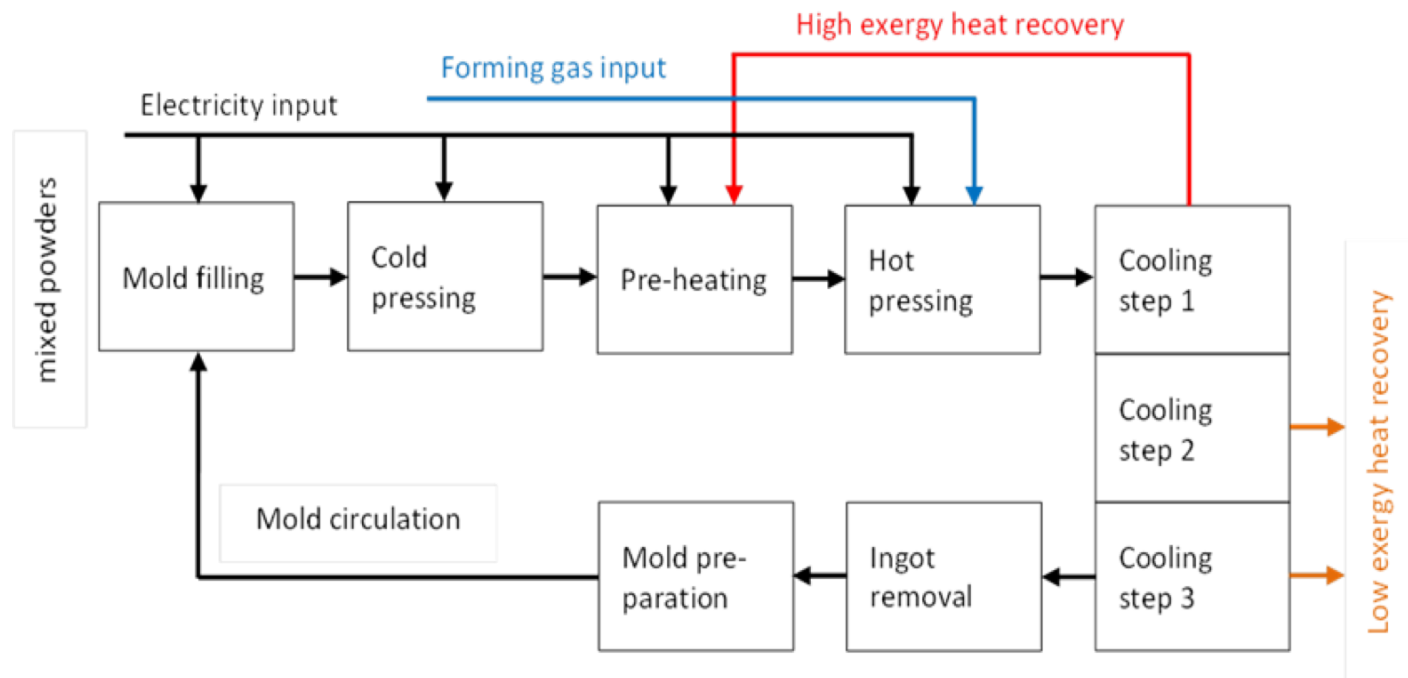 High exergy heat recovery
Forming gas input
Electricity input
mixed powders
Mold filling
Cold
pressing
Pre-heating
Hot
pressing
Cooling
step 1
Cooling
step 2
Low exergy heat recovery
Mold circulation
Mold pre-
paration
Ingot
removal
Cooling
step 3